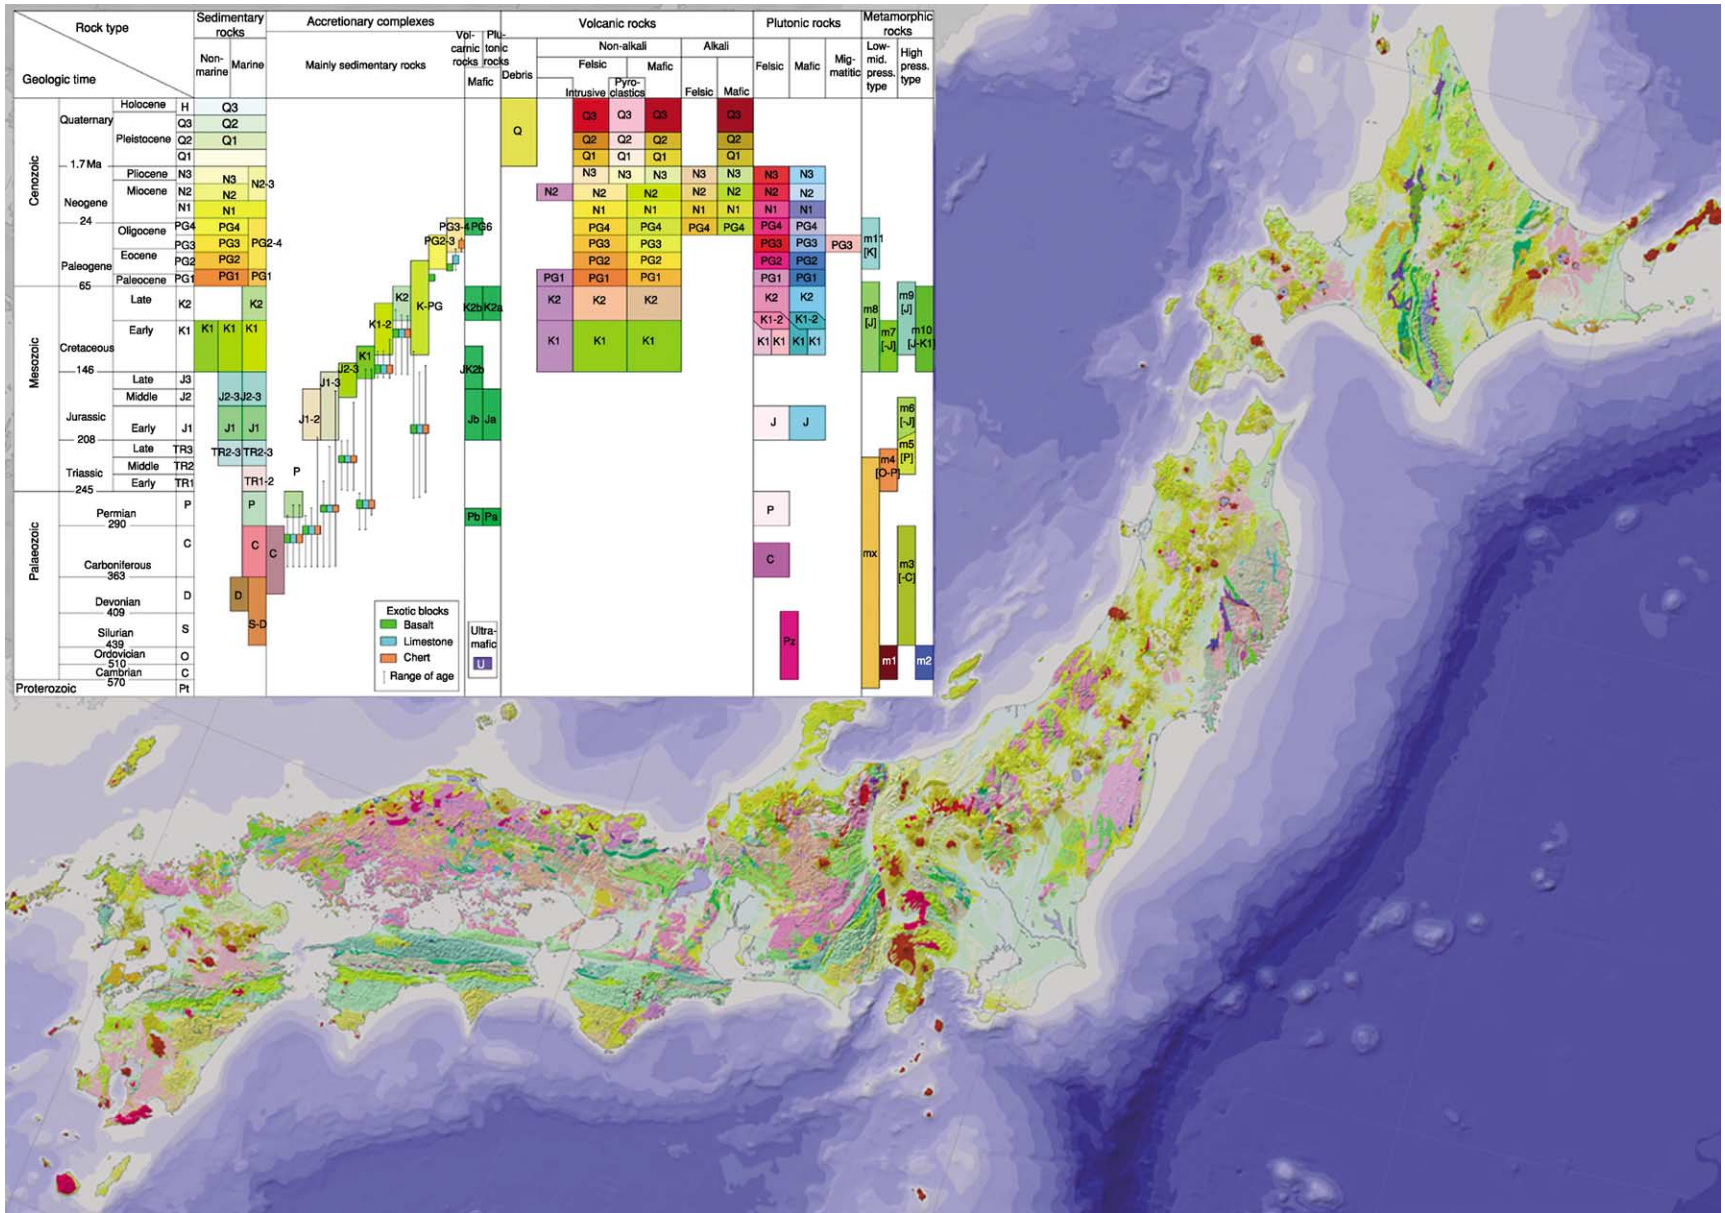 Rock type
Geologic time
Sedimentary
rocks
Non-
marine
Marine
Accretionary complexes
Mainly sedimentary rocks
Vol-
carnic
rocks
Plu-
tonic
rocks
Mafic
Volcanic rocks
Debris
Non-alkali
Alkali
Felsic
Mafic
Intrusive
Pyro-
clastics
Felsic
Mafic
Plutonic rocks
Felsic
Mafic
Mig-
matitic
Metamorphic
rocks
Low-
mid.
press.
type
High
press.
type
Cenozoic
Quaternary
Holocene H Q3 Q Q3 Q3 Q3 Q3
Pleistocene
Q3 Q2
Q2 Q1 Q2 Q2 Q2 Q2
Q1 Q1 Q1 Q1 Q1
1.7 Ma
Neogene
Pliocene N3 N3 N2-3 N3 N3 N3 N3 N3 N3 N3
Miocene N2 N2 N2 N2 N2 N2 N2 N2 N2
N1 N1 N1 N1 N1 N1 N1 N1
24
Paleogene
Oligocene PG4 PG4 PG3-4 PG6 PG4 PG4 PG4 PG4 PG4 PG4 m11
[K]
PG3 PG3 PG2-4 PG2-3 PG3 PG3 PG3 PG3 PG3
Eocene PG2 PG2 PG2 PG2 PG2 PG2
Paleocene PG1 PG1 PG1 PG1 PG1 PG1 PG1 PG1
65
Mesozoic
Cretaceous
Late K2 K2 K2 K-PG K2b K2a K2 K2 K2 K2 K2 m8
[J]
m9
[J]
K1-2 K1-2 K1-2
Early K1 K1 K1 K1 K1 K1 K1 K1 K1 K1 K1 K1 m7
[-J]
m10
[J-K1]
146
Jurassic
Late J3 J2-3 JK2b
Middle J2 J2-3 J2-3 J1-3 m6
[-J]
Early J1 J1 J1 J1-2 Jb Ja J J
208
Triassic
Late TR3 TR2-3 TR2-3 m5
[P]
Middle TR2 m4
[O-P]
Early TR1 TR1-2 P
245
Palaeozoic
Permian P P Pb Pa P
290
Carboniferous C C C C mx m3
[-C]
363
Devonian D D
409
Silurian S S-D Pz
439
Ordovician O m1 m2
510
Cambrian C
570
Proterozoic Pt
Exotic blocks
Basalt
Limestone
Chert
Range of age
Ultra-
mafic
U